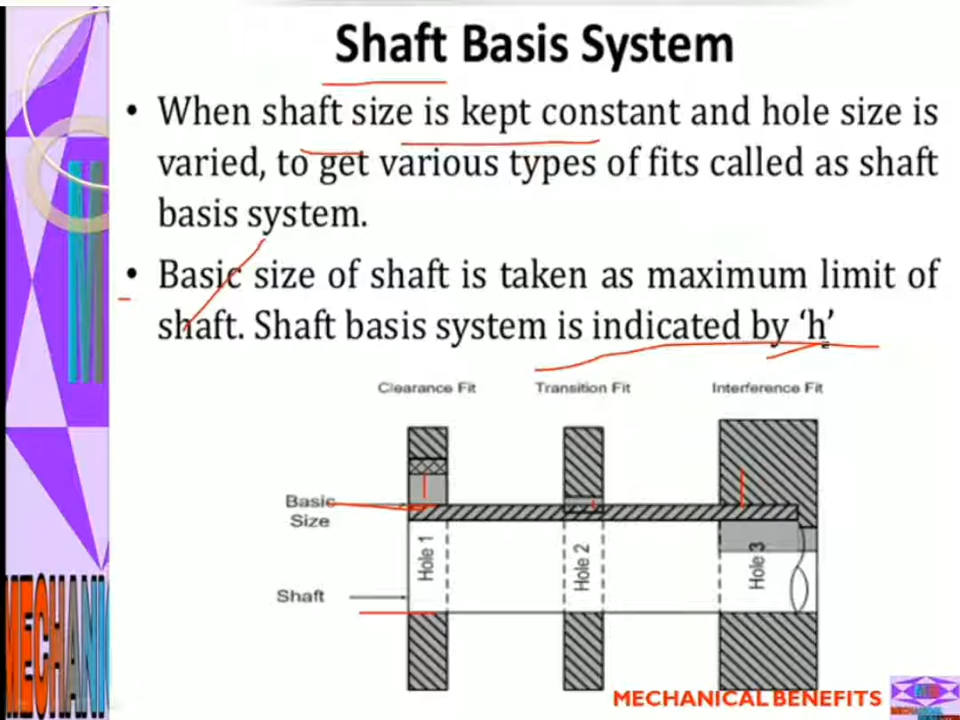 Shaft Basis System
• When shaft size is kept constant and hole size is
varied, to get various types of fits called as shaft
basis system.
• Basic size of shaft is taken as maximum limit of
shaft. Shaft basis system is indicated by ‘h’
Clearance Fit
Transition Fit
Interference Fit
Basic
Size
Hole 1
Hole 2
Hole 3
Shaft
MECHANI
MECHANICAL BENEFITS